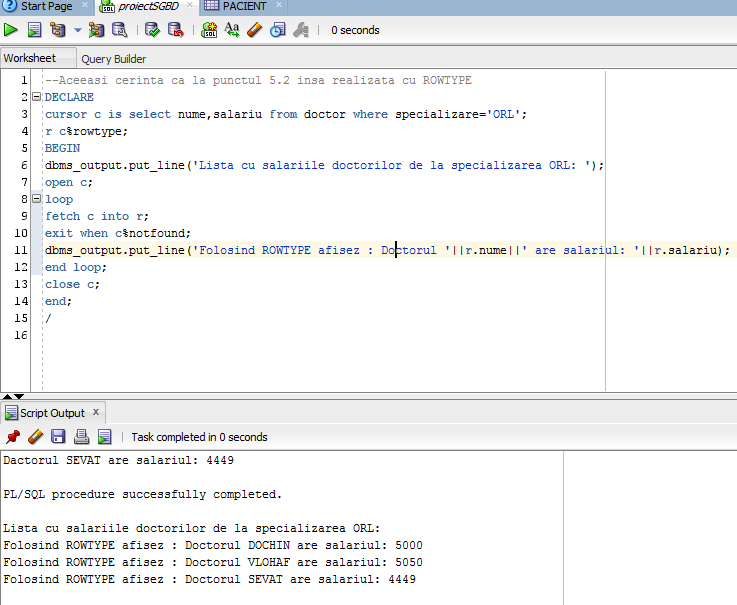 Start Page × proiectSGBD × PACIENT ×
0 seconds
Worksheet Query Builder
1 --Aceeasi cerinta ca la punctul 5.2 insa realizata cu ROWTYPE
2 DECLARE
3 cursor c is select nume,salariu from doctor where specializare='ORL';
4 r c%rowtype;
5 BEGIN
6 dbms_output.put_line('Lista cu salariile doctorilor de la specializarea ORL: ');
7 open c;
8 loop
9 fetch c into r;
10 exit when c%notfound;
11 dbms_output.put_line('Folosind ROWTYPE afisez : Doctorul '||r.nume||' are salariul: '||r.salariu);
12 end loop;
13 close c;
14 end;
15 /
16
Script Output ×
Task completed in 0 seconds
Dactorul SEVAT are salariul: 4449
PL/SQL procedure successfully completed.
Lista cu salariile doctorilor de la specializarea ORL:
Folosind ROWTYPE afisez : Doctorul DOCHIN are salariul: 5000
Folosind ROWTYPE afisez : Doctorul VLOHAF are salariul: 5050
Folosind ROWTYPE afisez : Doctorul SEVAT are salariul: 4449